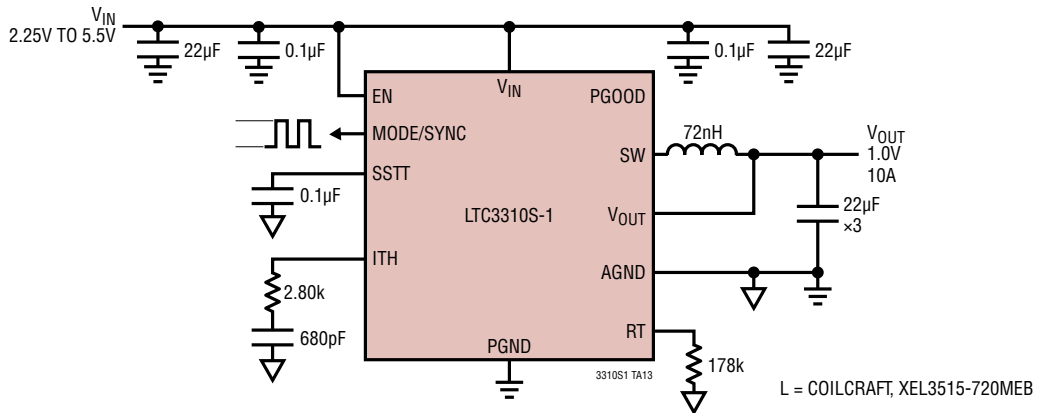 VIN
2.25V TO 5.5V
22µF
0.1µF
0.1µF
22µF
EN
VIN
PGOOD
MODE/SYNC
72nH
VOUT
1.0V
10A
SW
SSTT
0.1µF
LTC3310S-1
VOUT
22µF
×3
ITH
AGND
2.80k
680pF
RT
PGND
178k
3310S1 TA13
L = COILCRAFT, XEL3515-720MEB